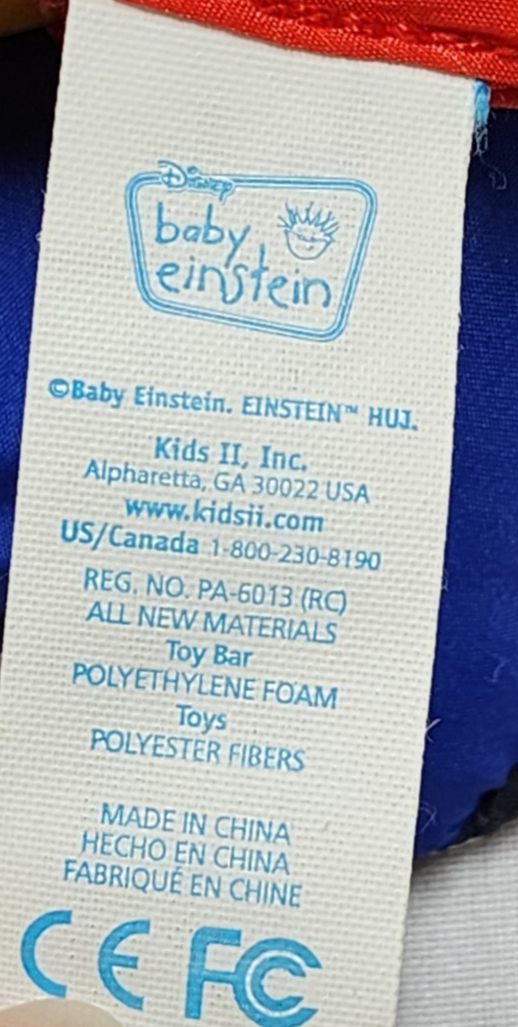 Disney
baby
einstein
©Baby Einstein. EINSTEIN™ HUJ.
Kids II, Inc.
Alpharetta, GA 30022 USA
www.kidsii.com
US/Canada 1-800-230-8190
REG. NO. PA-6013 (RC)
ALL NEW MATERIALS
Toy Bar
POLYETHYLENE FOAM
Toys
POLYESTER FIBERS
MADE IN CHINA
HECHO EN CHINA
FABRIQUÉ EN CHINE
CE FC